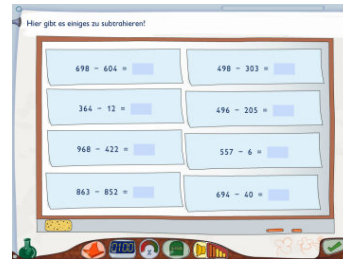 Hier gibt es einiges zu subtrahieren!
698 - 604 =
498 - 303 =
364 - 12 =
496 - 205 =
968 - 422 =
557 - 6 =
863 - 852 =
694 - 40 =
0100